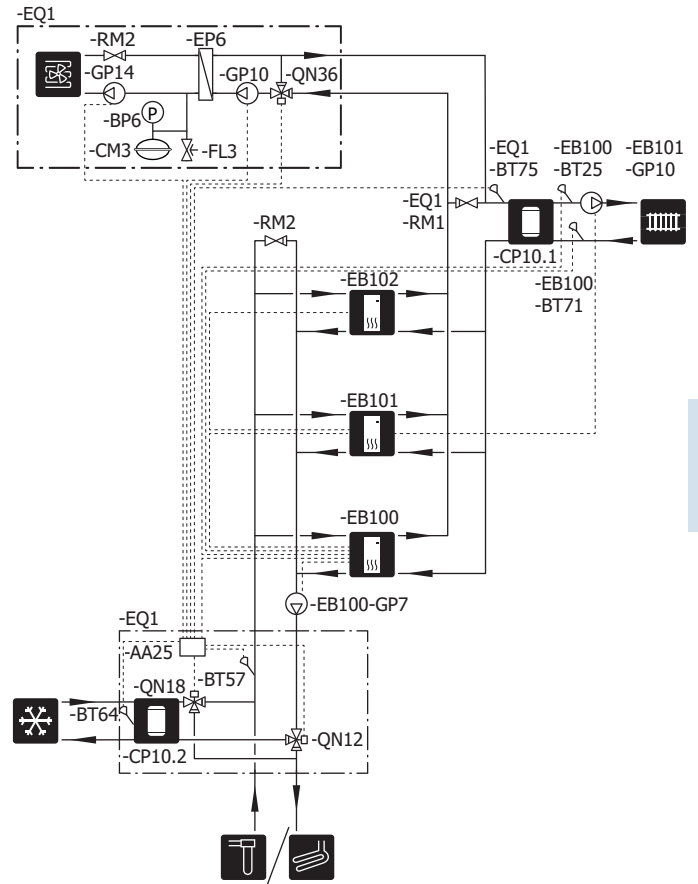 -EQ1
-RM2
-EP6
-GP14
-GP10
-QN36
-BP6
P
-CM3
-FL3
-EQ1
-BT75
-EB100
-BT25
-EB101
-GP10
-EQ1
-RM1
-RM2
-CP10.1
-EB102
-EB100
-BT71
-EB101
-EB100
-EB100-GP7
-EQ1
-AA25
-BT57
-QN18
-BT64
-QN12
-CP10.2